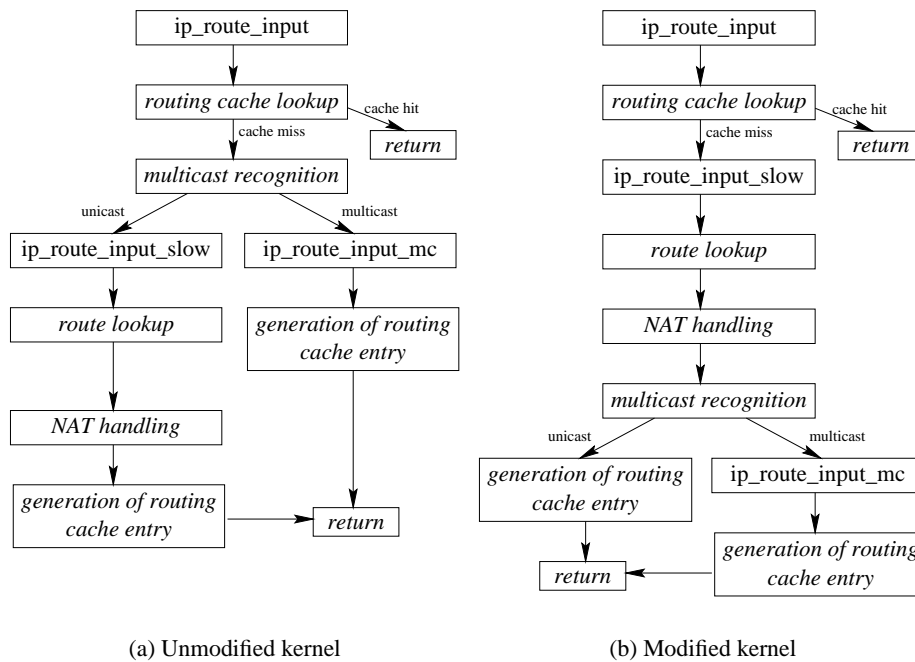 ip_route_input
routing cache lookup
cache hit
return
cache miss
multicast recognition
unicast
multicast
ip_route_input_slow
ip_route_input_mc
route lookup
generation of routing
cache entry
NAT handling
generation of routing
cache entry
return
(a) Unmodified kernel
ip_route_input
routing cache lookup
cache hit
return
cache miss
ip_route_input_slow
route lookup
NAT handling
multicast recognition
unicast
multicast
generation of routing
cache entry
ip_route_input_mc
generation of routing
cache entry
return
(b) Modified kernel